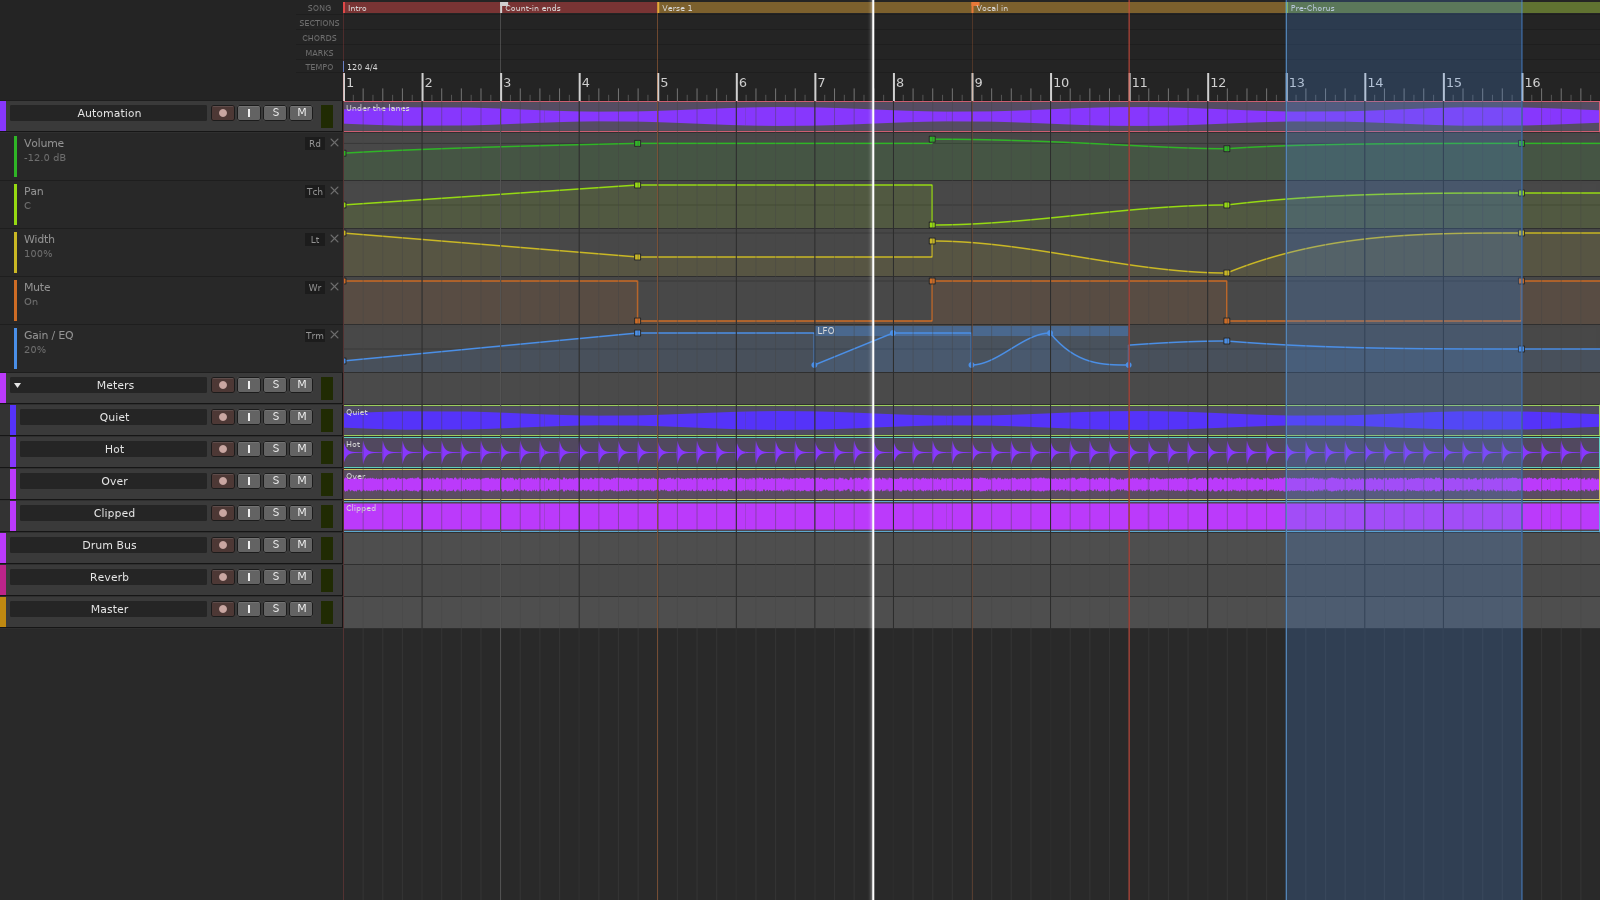 SONG Intro Count-in ends Verse 1 Vocal in Pre-Chorus
SECTIONS
CHORDS
MARKS
TEMPO 120 4/4
1 2 3 4 5 6 7 8 9 10 11 12 13 14 15 16
Automation I S M Under the lanes
Volume Rd
-12.0 dB
Pan Tch
C
Width Lt
100%
Mute Wr
On
Gain / EQ Trm LFO
20%
Meters I S M
Quiet I S M Quiet
Hot I S M Hot
Over I S M Over
Clipped I S M Clipped
Drum Bus I S M
Reverb I S M
Master I S M